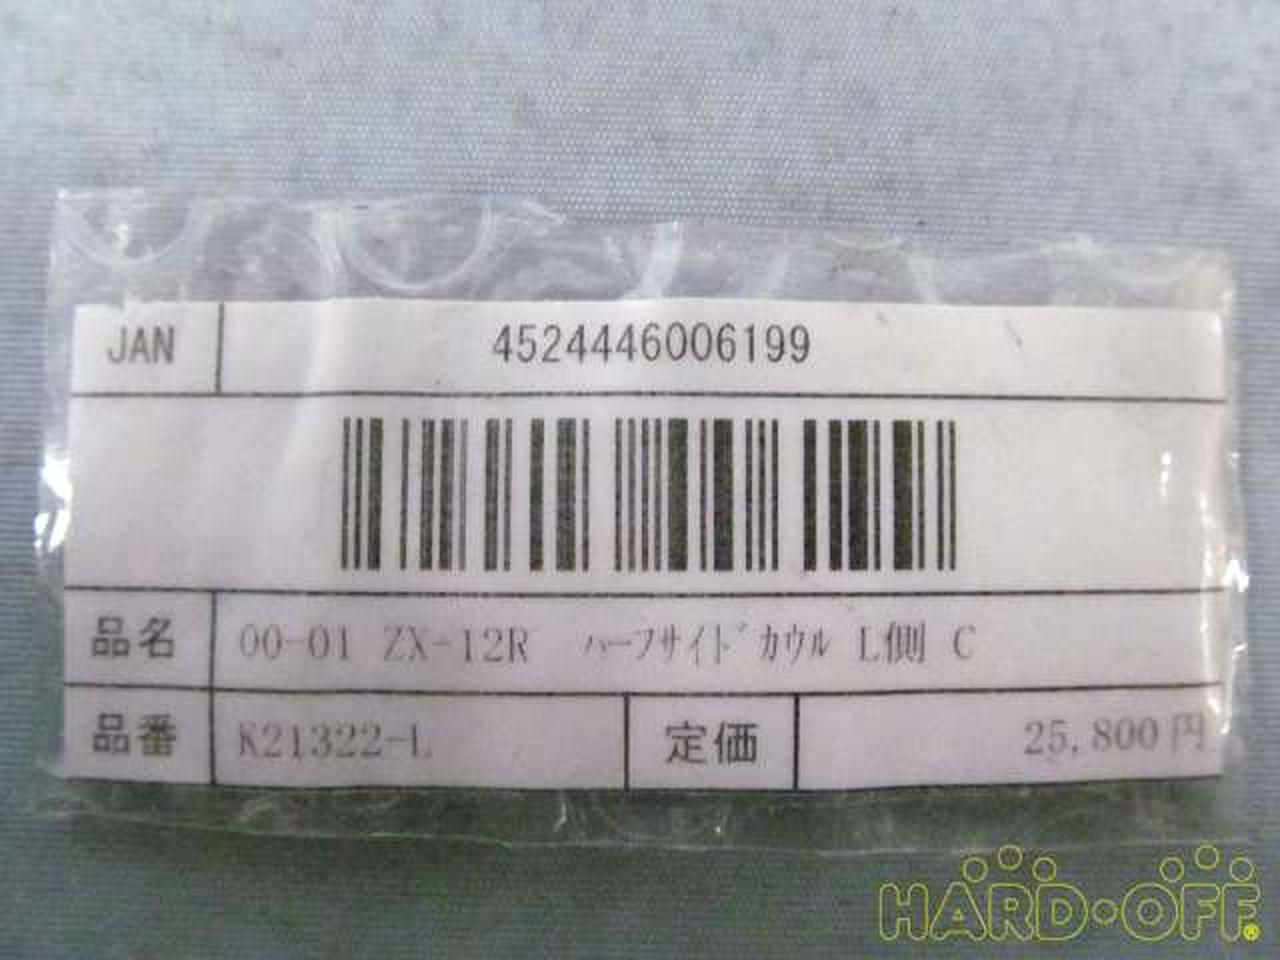 JAN 4524446006199
品名 00-01 ZX-12R ﾊｰﾌｻｲﾄﾞｶｳﾙ L側 C
品番 K21322-L 定価 25,800円
HARD・OFF®